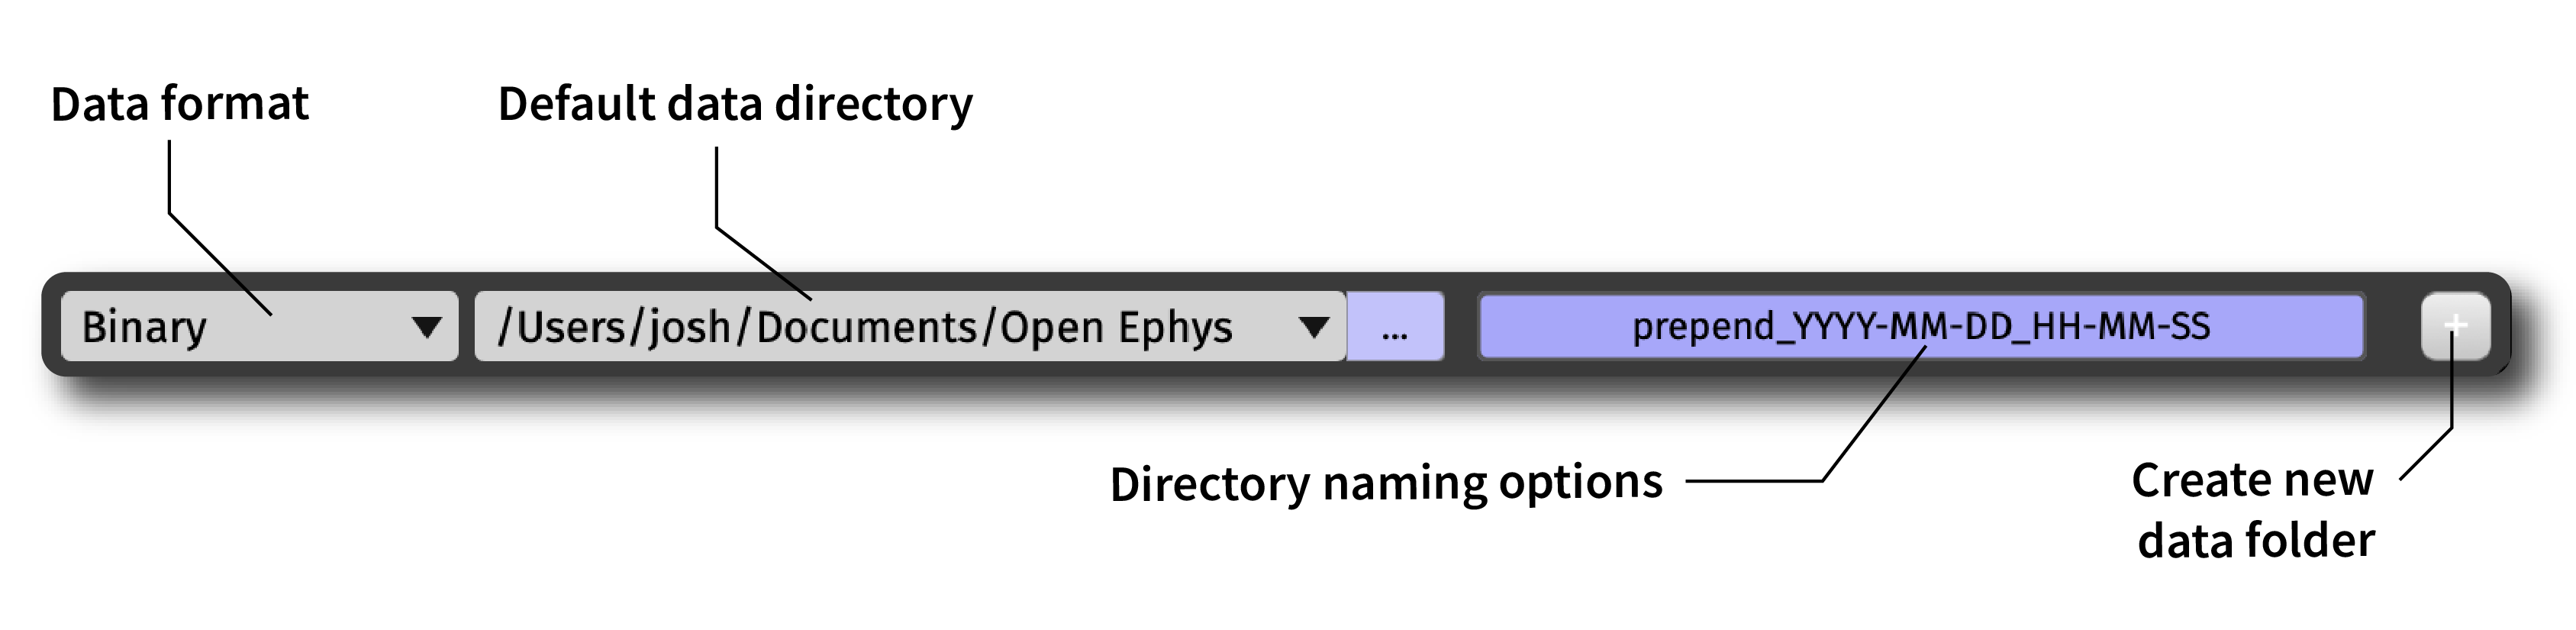 Data format
Default data directory
Binary
/Users/josh/Documents/Open Ephys
...
prepend_YYYY-MM-DD_HH-MM-SS
+
Directory naming options
Create new
data folder